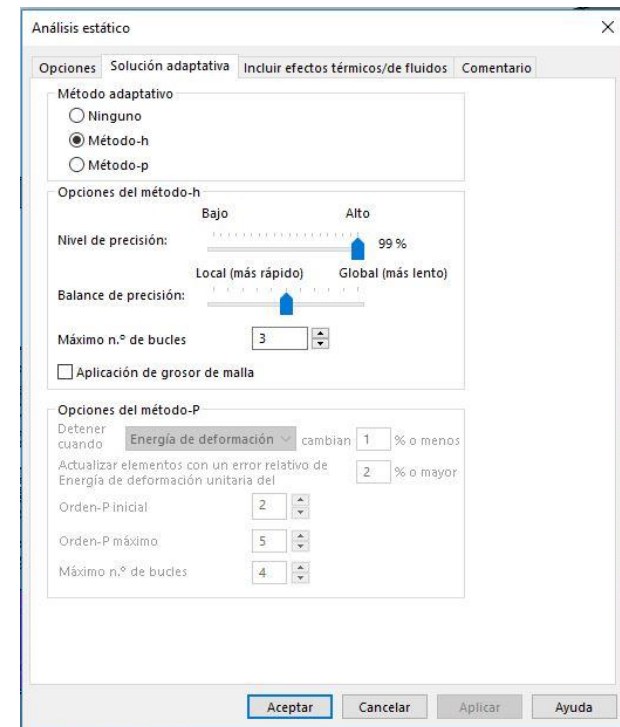 Análisis estático
Opciones Solución adaptativa Incluir efectos térmicos/de fluidos Comentario
Método adaptativo
Ninguno
Método-h
Método-p
Opciones del método-h
Bajo Alto
Nivel de precisión: 99 %
Local (más rápido) Global (más lento)
Balance de precisión:
Máximo n.º de bucles 3
Aplicación de grosor de malla
Opciones del método-P
Detener cuando Energía de deformación cambian 1 % o menos
Actualizar elementos con un error relativo de
Energía de deformación unitaria del 2 % o mayor
Orden-P inicial 2
Orden-P máximo 5
Máximo n.º de bucles 4
Aceptar Cancelar Aplicar Ayuda